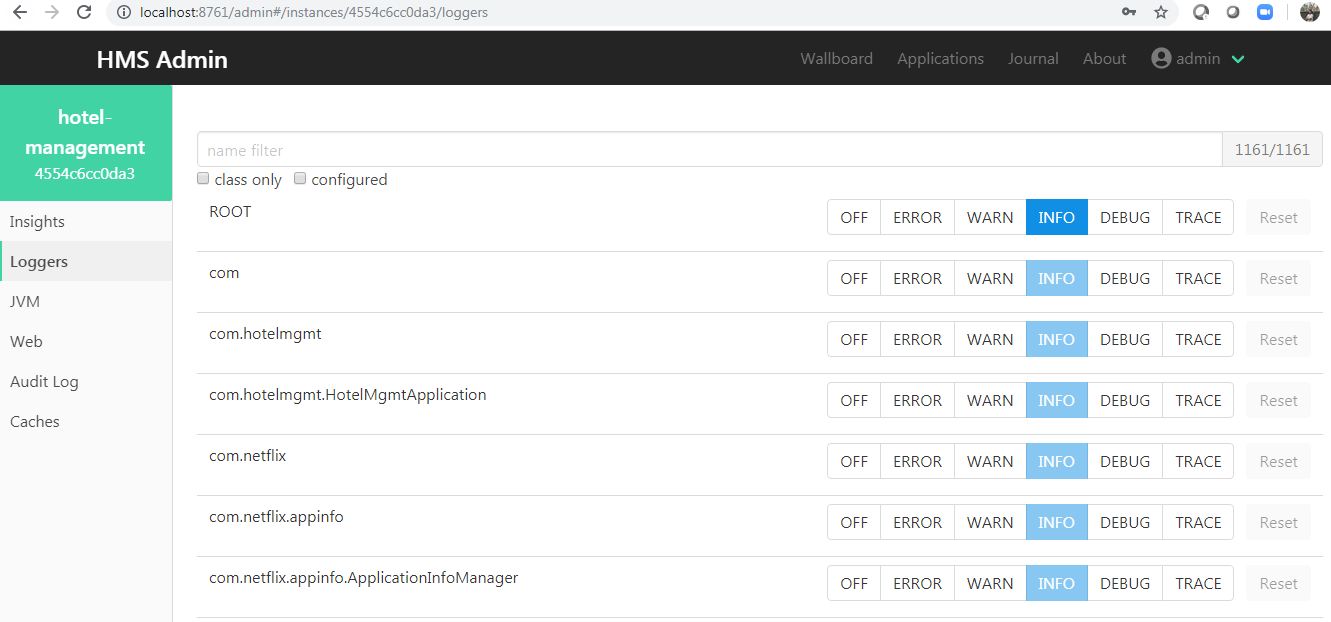 localhost:8761/admin#/instances/4554c6cc0da3/loggers
HMS Admin Wallboard Applications Journal About admin
hotel-
management
4554c6cc0da3
Insights
Loggers
JVM
Web
Audit Log
Caches
name filter 1161/1161
class only configured
ROOT OFF ERROR WARN INFO DEBUG TRACE Reset
com OFF ERROR WARN INFO DEBUG TRACE Reset
com.hotelmgmt OFF ERROR WARN INFO DEBUG TRACE Reset
com.hotelmgmt.HotelMgmtApplication OFF ERROR WARN INFO DEBUG TRACE Reset
com.netflix OFF ERROR WARN INFO DEBUG TRACE Reset
com.netflix.appinfo OFF ERROR WARN INFO DEBUG TRACE Reset
com.netflix.appinfo.ApplicationInfoManager OFF ERROR WARN INFO DEBUG TRACE Reset